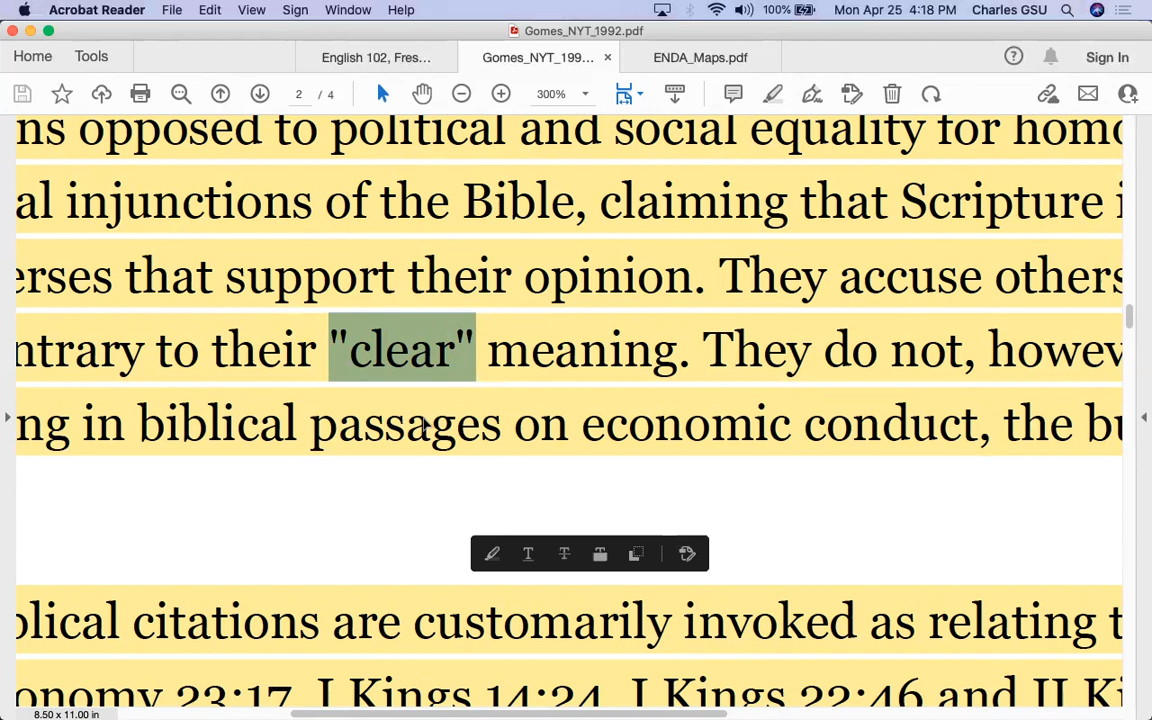 Acrobat Reader File Edit View Sign Window Help 100% Mon Apr 25 4:18 PM Charles GSU
Gomes_NYT_1992.pdf
Home Tools English 102, Fres... Gomes_NYT_199... × ENDA_Maps.pdf Sign In
2 / 4 300%
ns opposed to political and social equality for homo
al injunctions of the Bible, claiming that Scripture i
erses that support their opinion. They accuse others
ntrary to their "clear" meaning. They do not, howev
ng in biblical passages on economic conduct, the bu
blical citations are customarily invoked as relating t
onomy 23:17, I Kings 14:24, I Kings 22:46 and II Ki
8.50 x 11.00 in